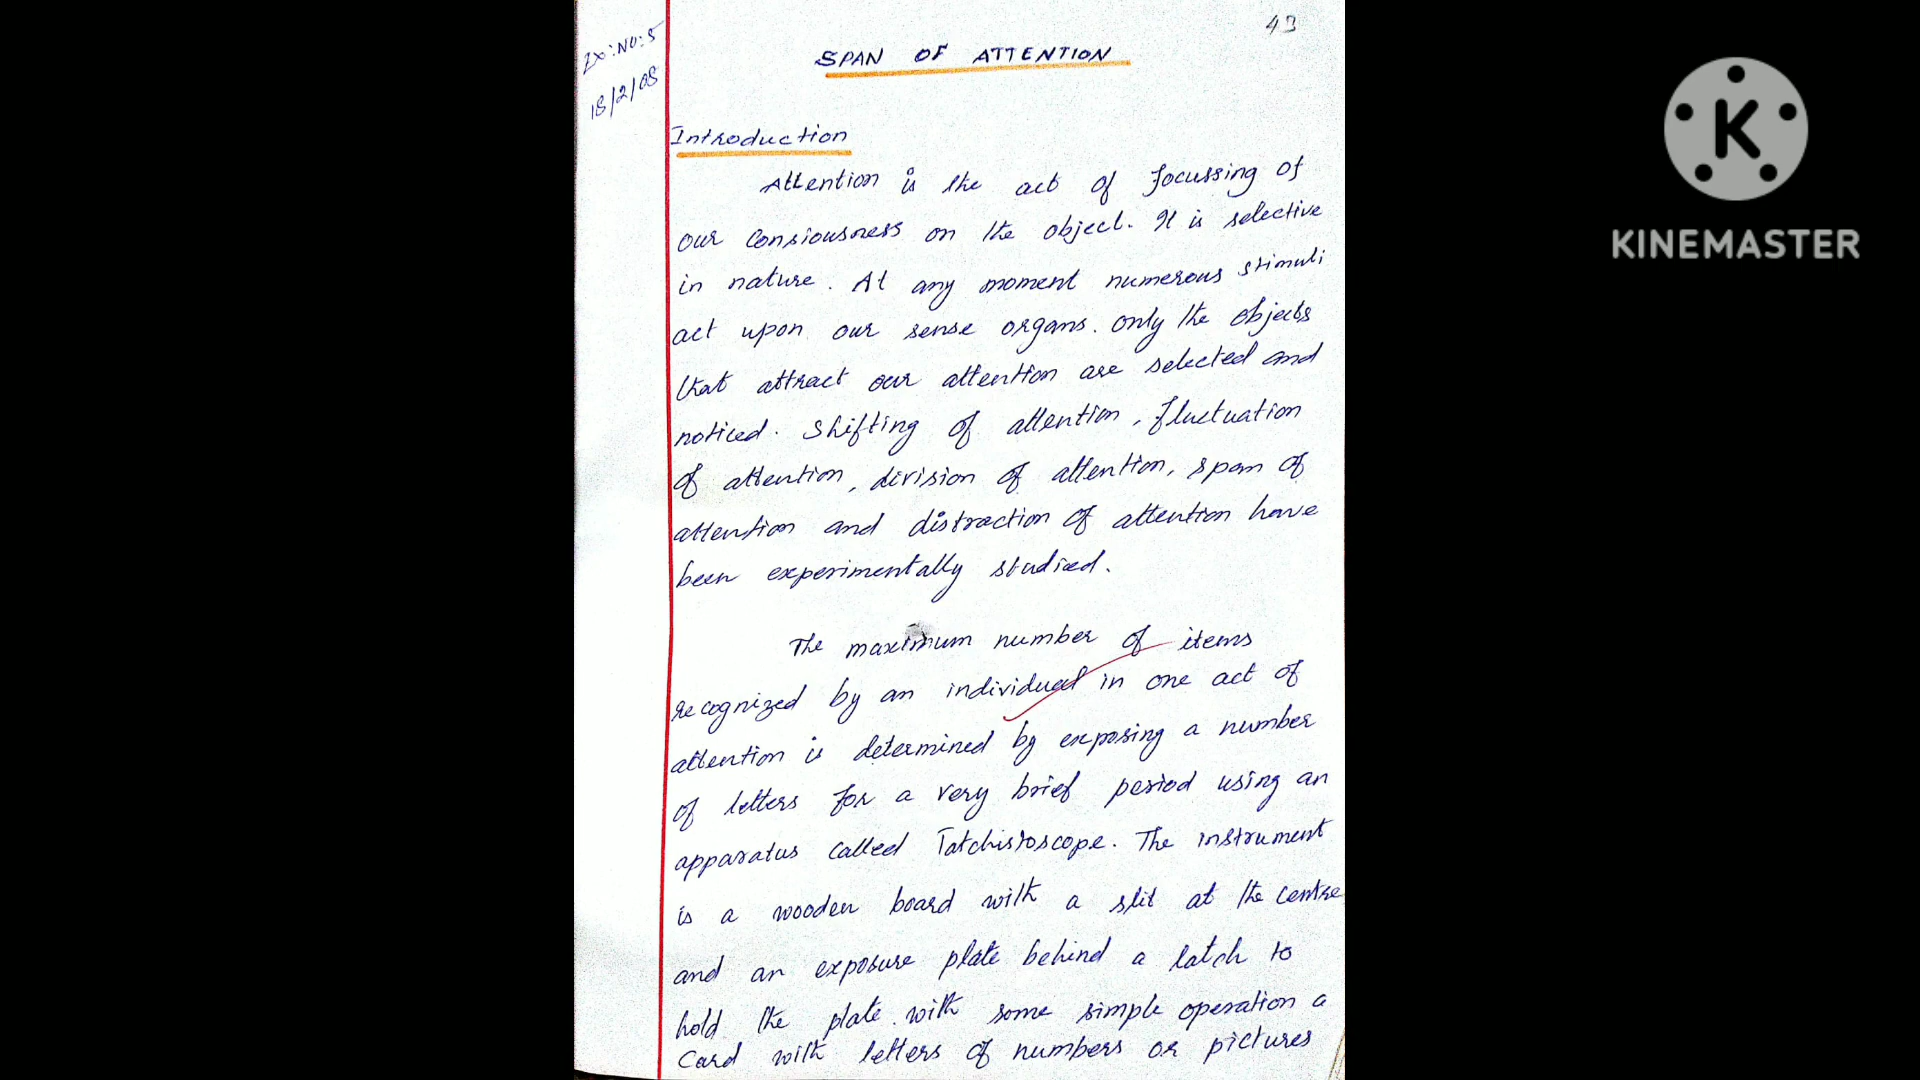 43
Ex:No:5
18/2/08
SPAN OF ATTENTION
Introduction
Attention is the act of focussing of
our consiousness on the object. It is selective
in nature. At any moment numerous stimuli
act upon our sense organs. Only the objects
that attract our attention are selected and
noticed. Shifting of attention, fluctuation
of attention, division of attention, span of
attention and distraction of attention have
been experimentally studied.
The maximum number of items
recognized by an individual in one act of
attention is determined by exposing a number
of letters for a very brief period using an
apparatus called Tatchistoscope. The instrument
is a wooden board with a slit at the centre
and an exposure plate behind a latch to
hold the plate. with some simple operation a
card with letters of numbers or pictures
KINEMASTER